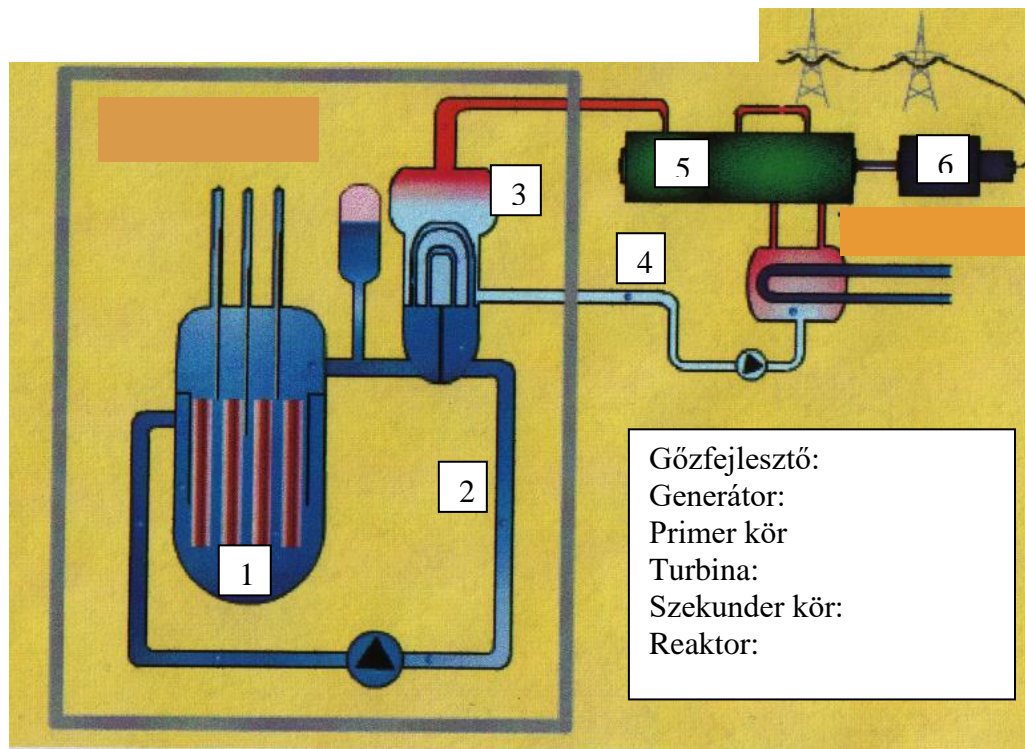 3
5
6
4
2
1
Gőzfejlesztő:
Generátor:
Primer kör
Turbina:
Szekunder kör:
Reaktor: